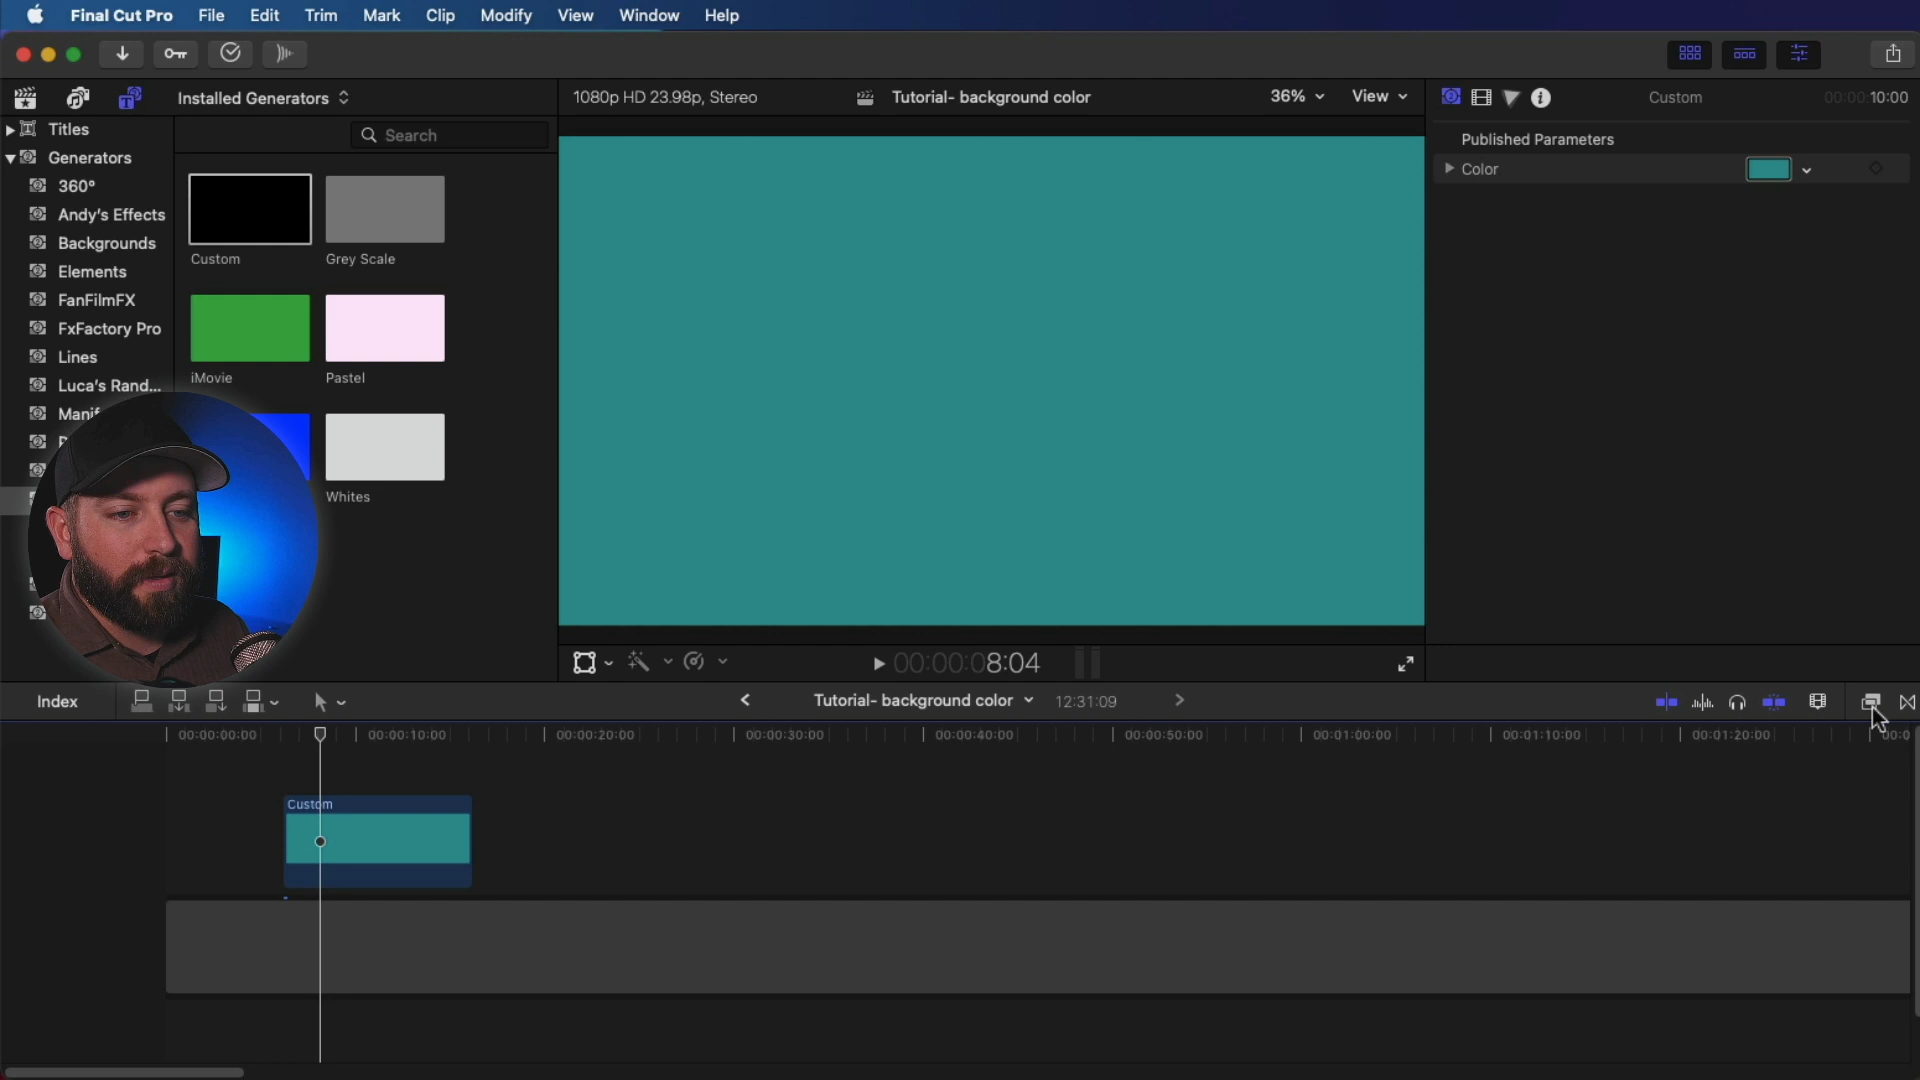 Final Cut Pro File Edit Trim Mark Clip Modify View Window Help
Installed Generators
1080p HD 23.98p, Stereo
Tutorial- background color
36%
View
Custom
00:00:00:10:00
Titles
Search
Generators
360°
Andy's Effects
Backgrounds
Elements
FanFilmFX
FxFactory Pro
Lines
Luca's Rand...
Custom
Grey Scale
iMovie
Pastel
Whites
Published Parameters
Color
00:00:08:04
Index
Tutorial- background color
12:31:09
00:00:00:00
00:00:10:00
00:00:20:00
00:00:30:00
00:00:40:00
00:00:50:00
00:01:00:00
00:01:10:00
00:01:20:00
Custom